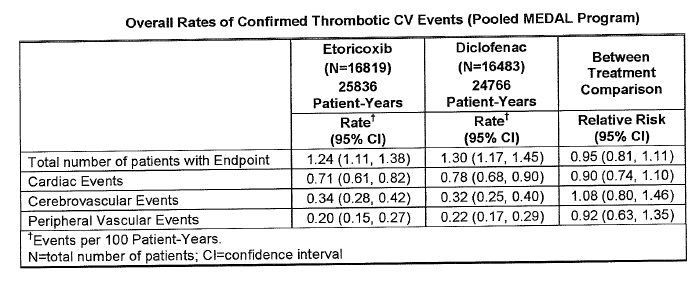 Overall Rates of Confirmed Thrombotic CV Events (Pooled MEDAL Program)
Etoricoxib Diclofenac Between
(N=16819) (N=16483) Treatment
25836 24766 Comparison
Patient-Years Patient-Years
Rate† Rate† Relative Risk
(95% CI) (95% CI) (95% CI)
Total number of patients with Endpoint 1.24 (1.11, 1.38) 1.30 (1.17, 1.45) 0.95 (0.81, 1.11)
Cardiac Events 0.71 (0.61, 0.82) 0.78 (0.68, 0.90) 0.90 (0.74, 1.10)
Cerebrovascular Events 0.34 (0.28, 0.42) 0.32 (0.25, 0.40) 1.08 (0.80, 1.46)
Peripheral Vascular Events 0.20 (0.15, 0.27) 0.22 (0.17, 0.29) 0.92 (0.63, 1.35)
†Events per 100 Patient-Years.
N=total number of patients; CI=confidence interval